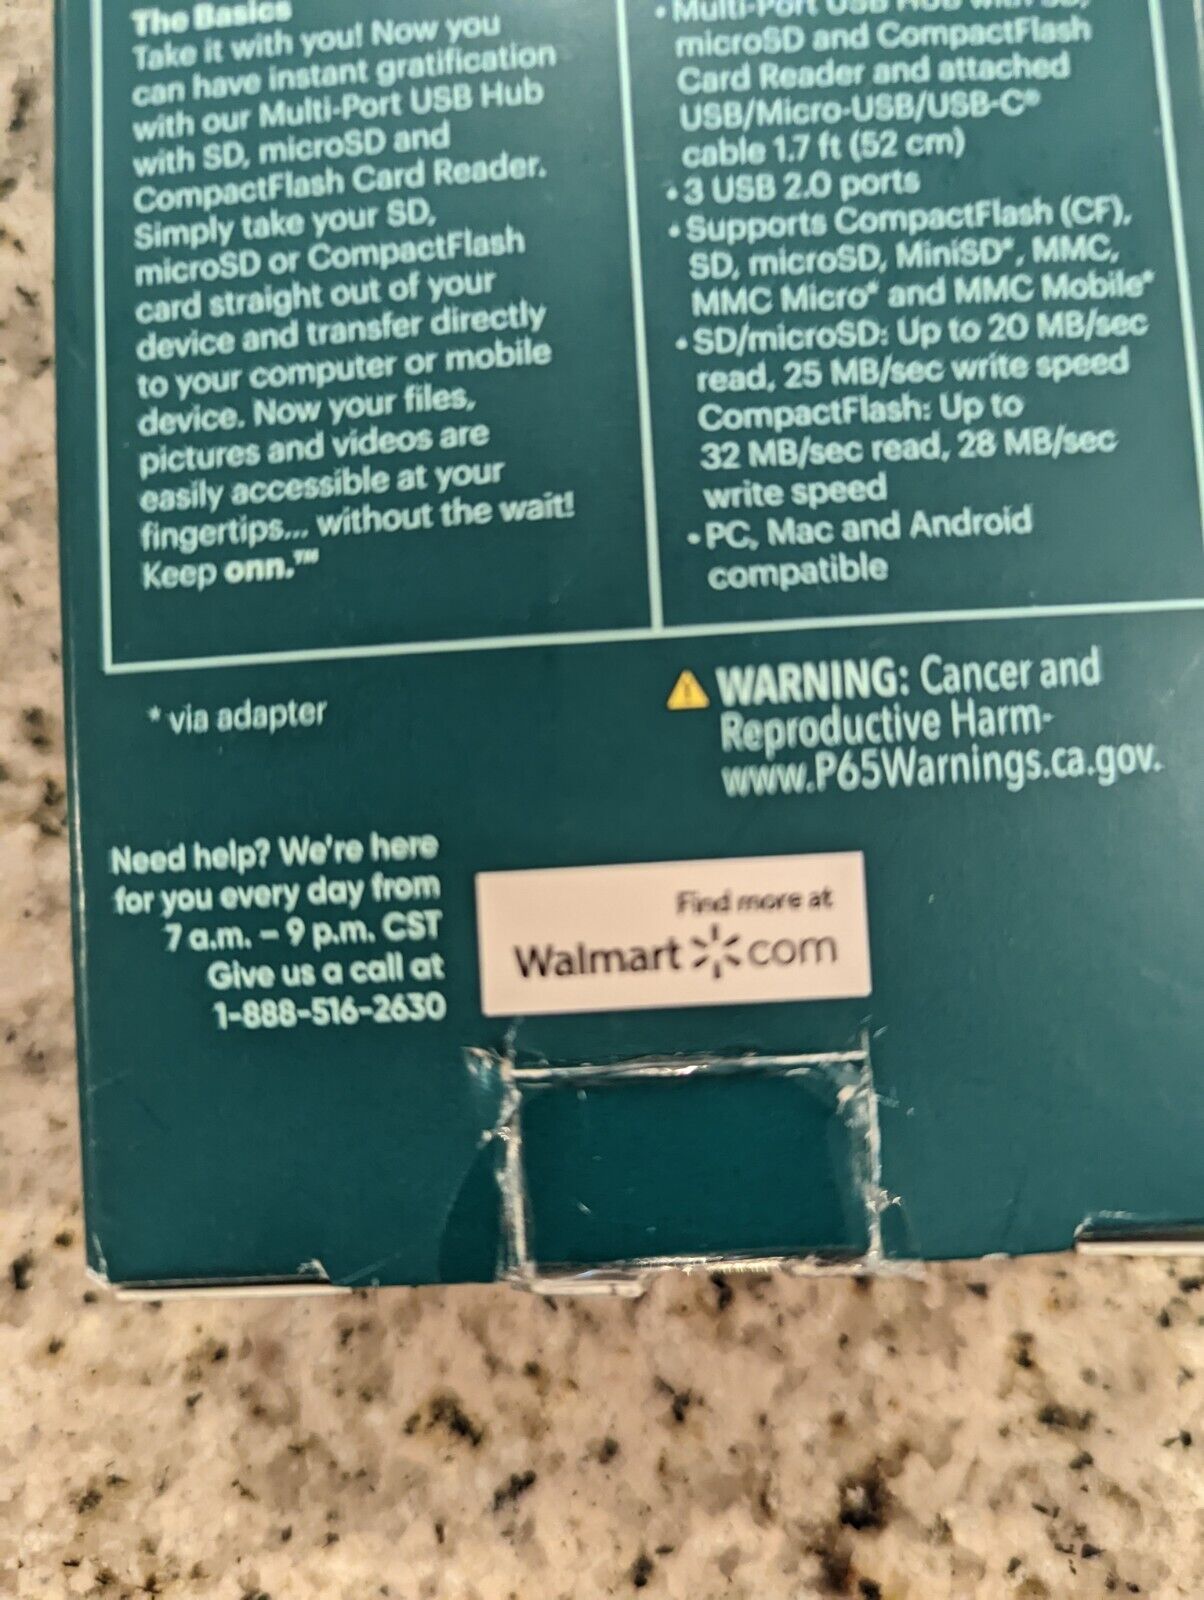 The Basics
Take it with you! Now you
can have instant gratification
with our Multi-Port USB Hub
with SD, microSD and
CompactFlash Card Reader.
Simply take your SD,
microSD or CompactFlash
card straight out of your
device and transfer directly
to your computer or mobile
device. Now your files,
pictures and videos are
easily accessible at your
fingertips... without the wait!
Keep onn.™
• Multi-Port USB Hub with SD,
microSD and CompactFlash
Card Reader and attached
USB/Micro-USB/USB-C®
cable 1.7 ft (52 cm)
• 3 USB 2.0 ports
• Supports CompactFlash (CF),
SD, microSD, MiniSD*, MMC,
MMC Micro* and MMC Mobile*
• SD/microSD: Up to 20 MB/sec
read, 25 MB/sec write speed
CompactFlash: Up to
32 MB/sec read, 28 MB/sec
write speed
• PC, Mac and Android
compatible
* via adapter
WARNING: Cancer and
Reproductive Harm-
www.P65Warnings.ca.gov.
Need help? We're here
for you every day from
7 a.m. – 9 p.m. CST
Give us a call at
1-888-516-2630
Find more at
Walmart com